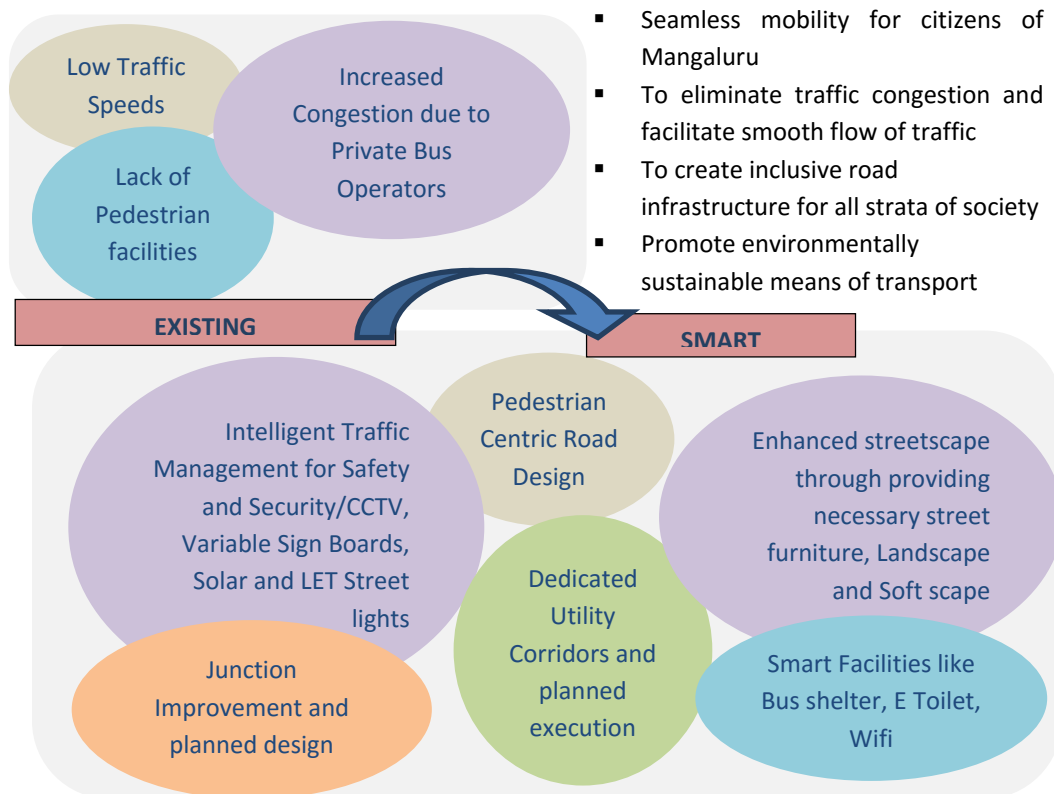 Low Traffic
Speeds
Increased
Congestion due to
Private Bus
Operators
Lack of
Pedestrian
facilities
▪ Seamless mobility for citizens of
Mangaluru
▪ To eliminate traffic congestion and
facilitate smooth flow of traffic
▪ To create inclusive road
infrastructure for all strata of society
▪ Promote environmentally
sustainable means of transport
EXISTING
SMART
Intelligent Traffic
Management for Safety
and Security/CCTV,
Variable Sign Boards,
Solar and LET Street
lights
Pedestrian
Centric Road
Design
Enhanced streetscape
through providing
necessary street
furniture, Landscape
and Soft scape
Dedicated
Utility
Corridors and
planned
execution
Junction
Improvement and
planned design
Smart Facilities like
Bus shelter, E Toilet,
Wifi